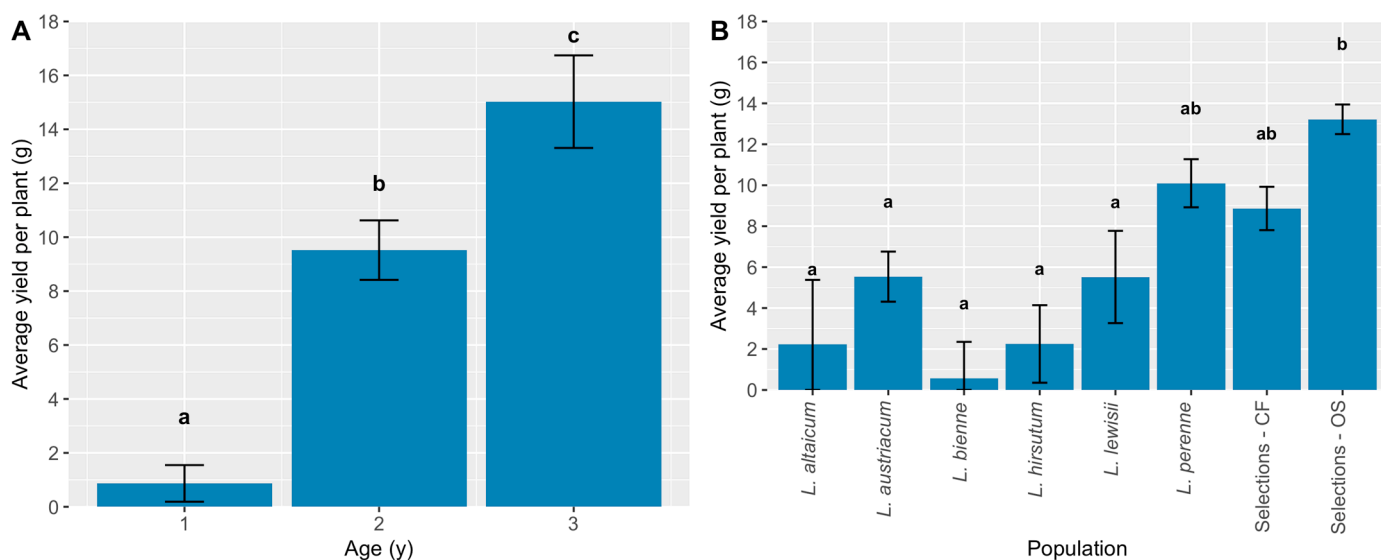 A
Average yield per plant (g)
18
16
14
12
10
8
6
4
2
0
a
b
c
1
2
3
Age (y)
B
Average yield per plant (g)
18
16
14
12
10
8
6
4
2
0
a
a
a
a
a
ab
ab
b
L. altaicum
L. austriacum
L. bienne
L. hirsutum
L. lewisii
L. perenne
Selections - CF
Selections - OS
Population